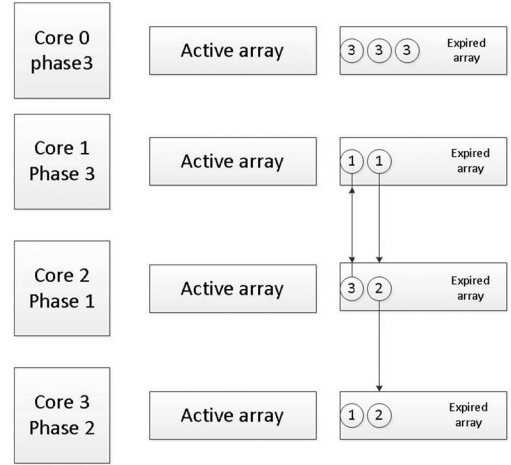 Core 0
phase3
Active array
3 3 3
Expired
array
Core 1
Phase 3
Active array
1 1
Expired
array
Core 2
Phase 1
Active array
3 2
Expired
array
Core 3
Phase 2
Active array
1 2
Expired
array